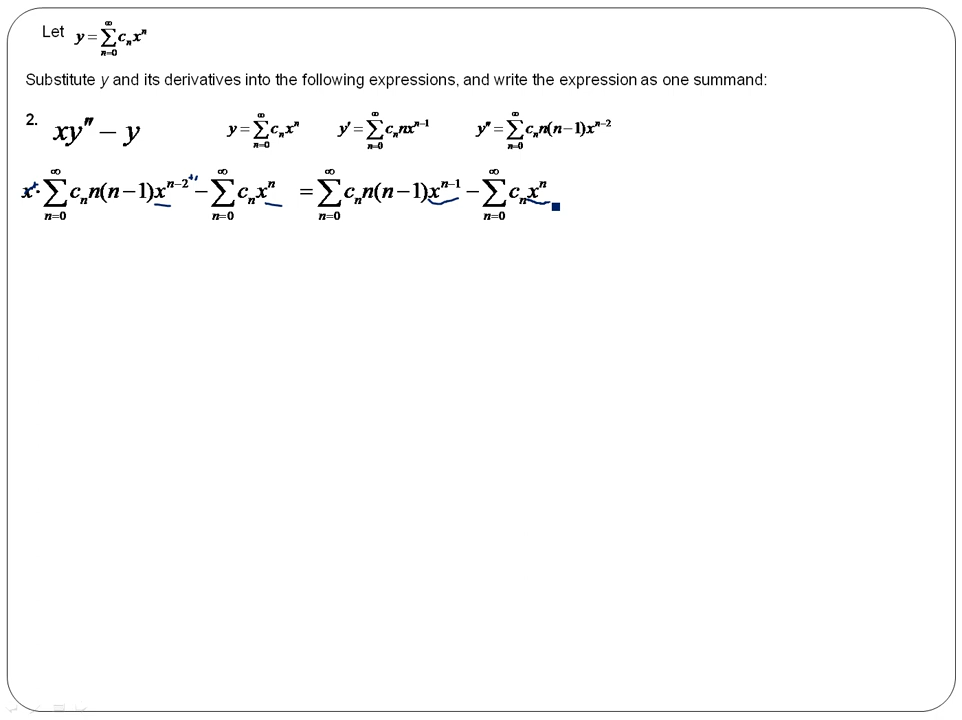 Let y = ∑_{n=0}^{∞} c_n x^n
Substitute y and its derivatives into the following expressions, and write the expression as one summand:
2. xy″ − y   y = ∑_{n=0}^{∞} c_n x^n   y′ = ∑_{n=0}^{∞} c_n n x^{n−1}   y″ = ∑_{n=0}^{∞} c_n n(n−1)x^{n−2}
x · ∑_{n=0}^{∞} c_n n(n−1)x^{n−2} − ∑_{n=0}^{∞} c_n x^n = ∑_{n=0}^{∞} c_n n(n−1)x^{n−1} − ∑_{n=0}^{∞} c_n x^n